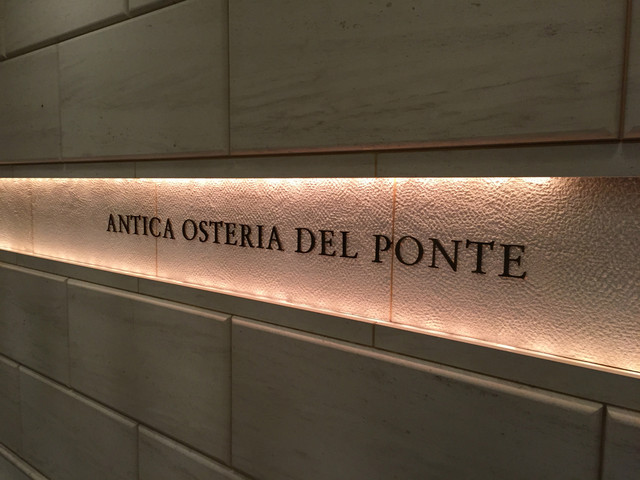 ANTICA OSTERIA DEL PONTE